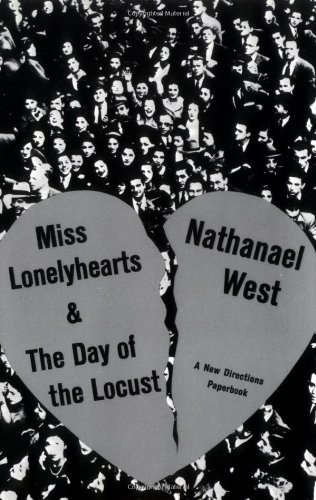 Miss
Lonelyhearts
&
The Day of
the Locust
Nathanael
West
A New Directions
Paperbook